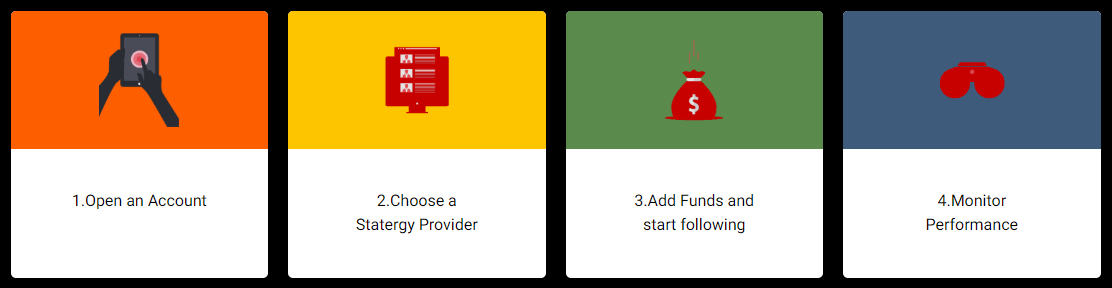 $
1.Open an Account
2.Choose a
Statergy Provider
3.Add Funds and
start following
4.Monitor
Performance